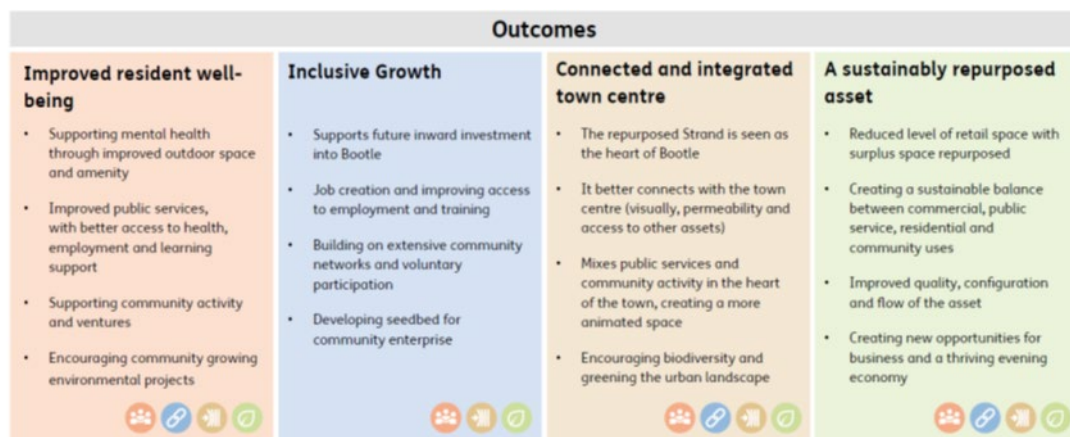 Outcomes
Improved resident well-
being
• Supporting mental health
through improved outdoor space
and amenity
• Improved public services,
with better access to health,
employment and learning
support
• Supporting community activity
and ventures
• Encouraging community growing
environmental projects
Inclusive Growth
• Supports future inward investment
into Bootle
• Job creation and improving access
to employment and training
• Building on extensive community
networks and voluntary
participation
• Developing seedbed for
community enterprise
Connected and integrated
town centre
• The repurposed Strand is seen as
the heart of Bootle
• It better connects with the town
centre (visually, permeability and
access to other assets)
• Mixes public services and
community activity in the heart
of the town, creating a more
animated space
• Encouraging biodiversity and
greening the urban landscape
A sustainably repurposed
asset
• Reduced level of retail space with
surplus space repurposed
• Creating a sustainable balance
between commercial, public
service, residential and
community uses
• Improved quality, configuration
and flow of the asset
• Creating new opportunities for
business and a thriving evening
economy